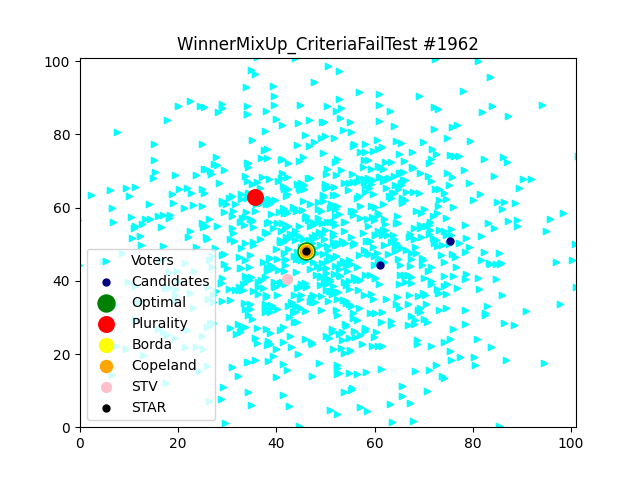 WinnerMixUp_CriteriaFailTest #1962
100
80
60
40
20
0
0
20
40
60
80
100
Voters
Candidates
Optimal
Plurality
Borda
Copeland
STV
STAR